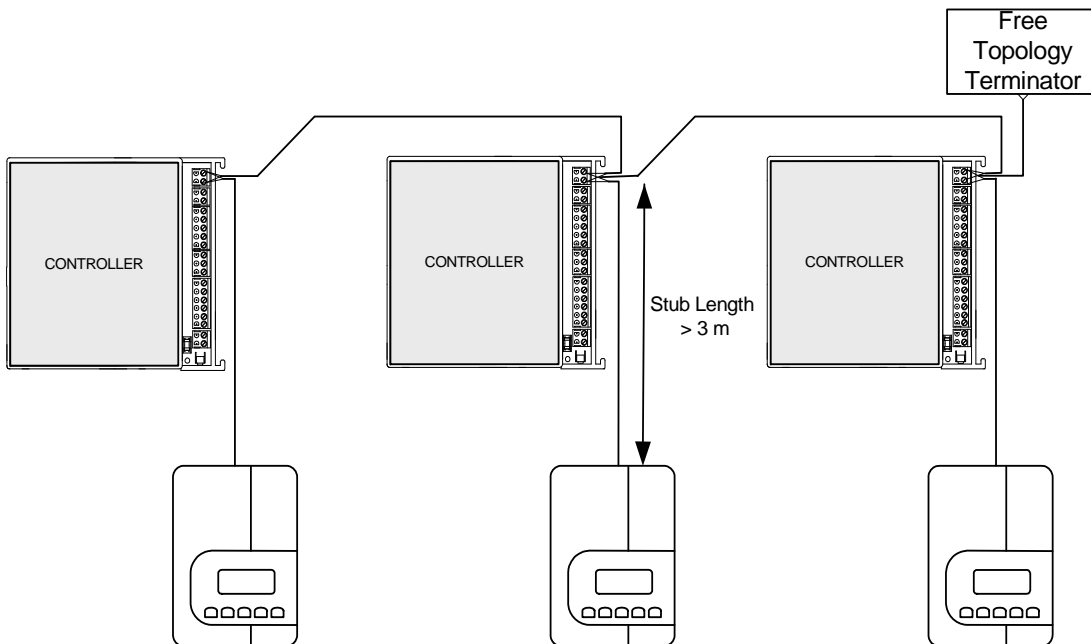 Free
Topology
Terminator
CONTROLLER
CONTROLLER
CONTROLLER
Stub Length
> 3 m